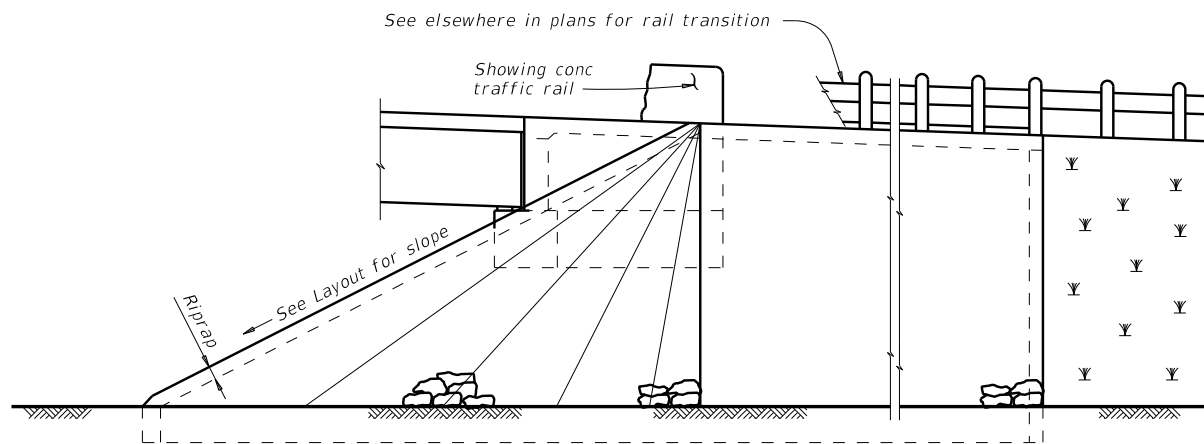 See elsewhere in plans for rail transition
Showing conc
traffic rail
See Layout for slope
Riprap